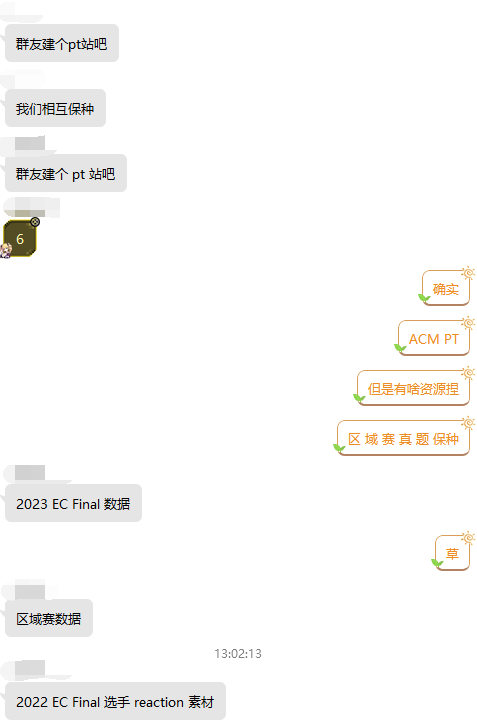 群友建个pt站吧
我们相互保种
群友建个 pt 站吧
6
确实
ACM PT
但是有啥资源捏
区 域 赛 真 题 保种
2023 EC Final 数据
草
区域赛数据
13:02:13
2022 EC Final 选手 reaction 素材